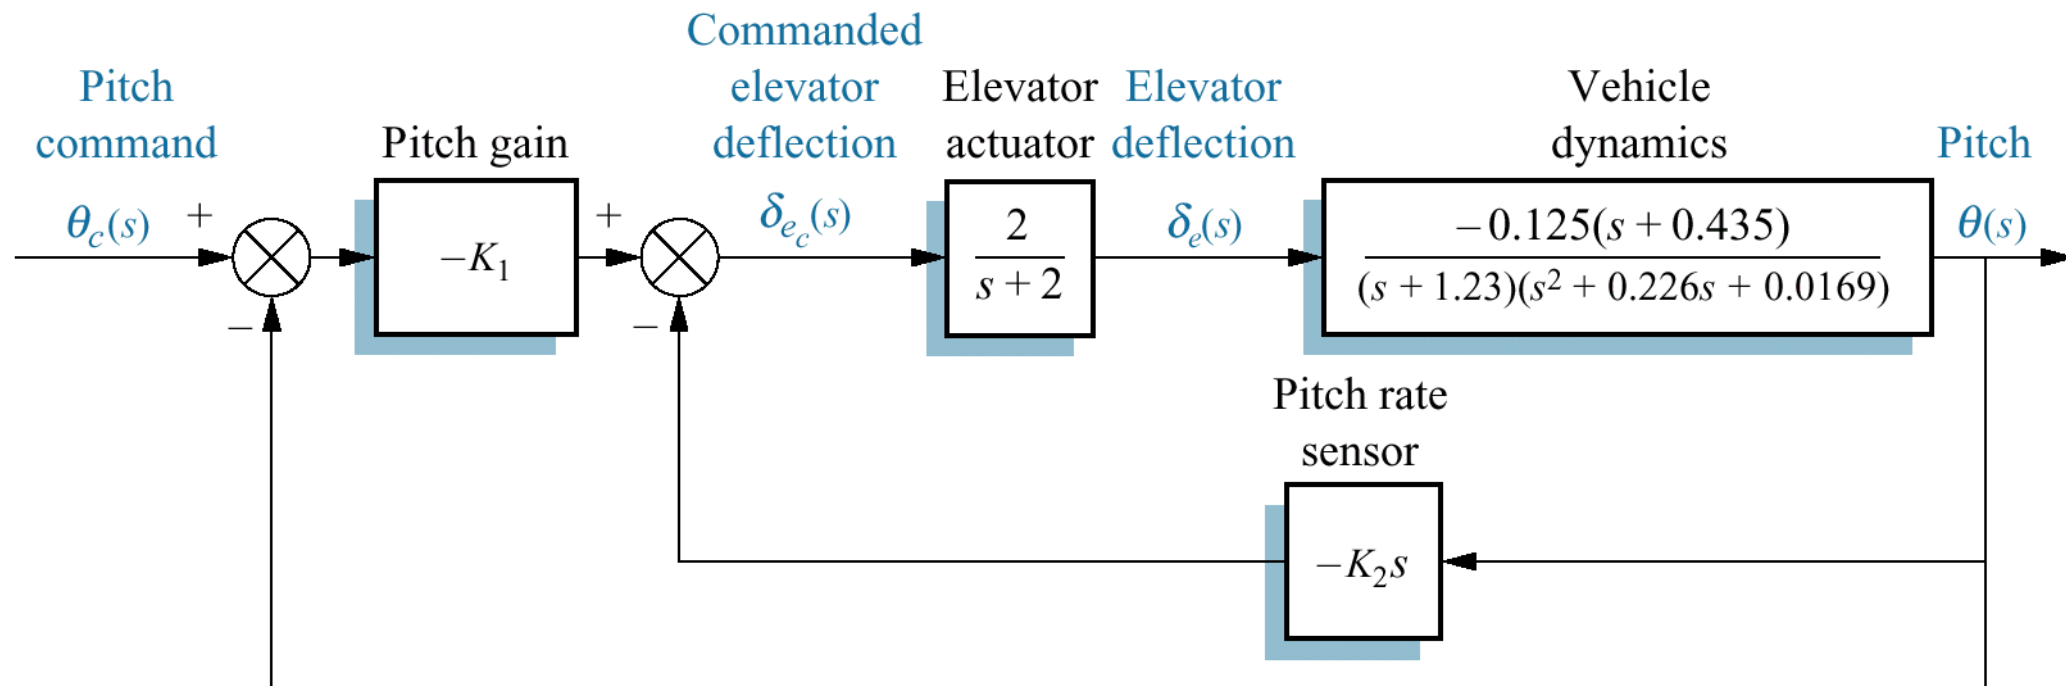 Pitch
command
θc(s)
+
−
Pitch gain
−K1
+
−
Commanded
elevator
deflection
δec(s)
Elevator
actuator
2
s + 2
Elevator
deflection
δe(s)
Vehicle
dynamics
−0.125(s + 0.435)
(s + 1.23)(s² + 0.226s + 0.0169)
Pitch
θ(s)
Pitch rate
sensor
−K2s